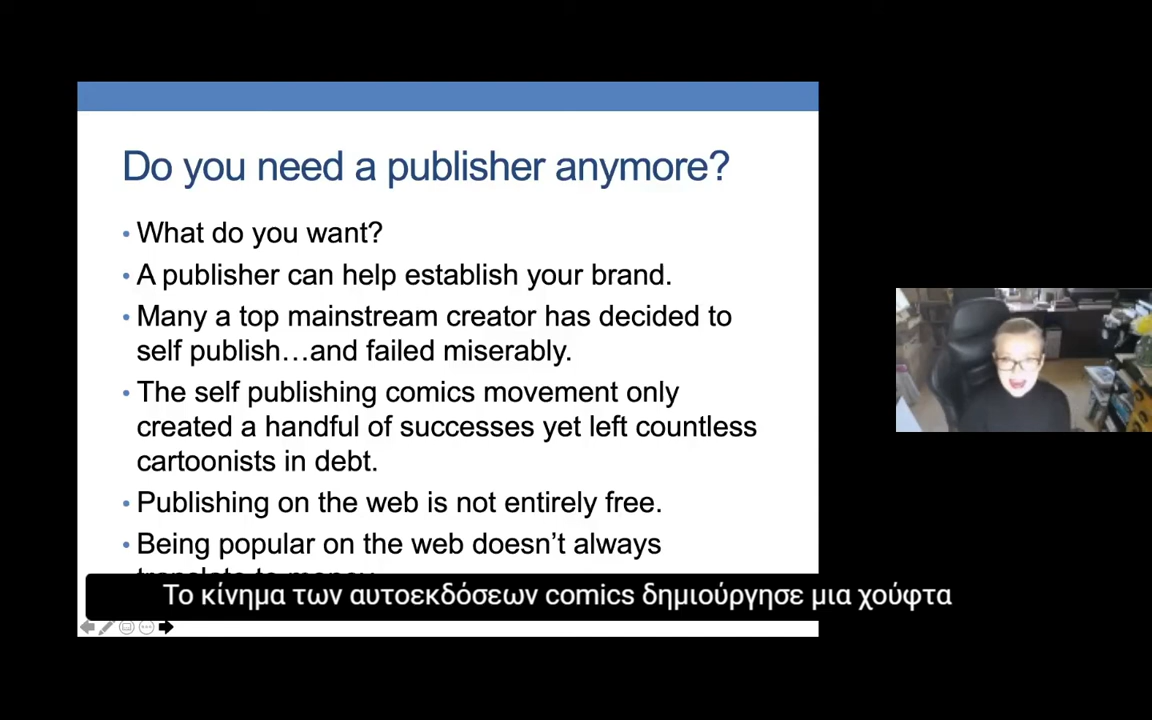 Do you need a publisher anymore?
• What do you want?
• A publisher can help establish your brand.
• Many a top mainstream creator has decided to
self publish…and failed miserably.
• The self publishing comics movement only
created a handful of successes yet left countless
cartoonists in debt.
• Publishing on the web is not entirely free.
• Being popular on the web doesn’t always
translate to money.
Το κίνημα των αυτοεκδόσεων comics δημιούργησε μια χούφτα